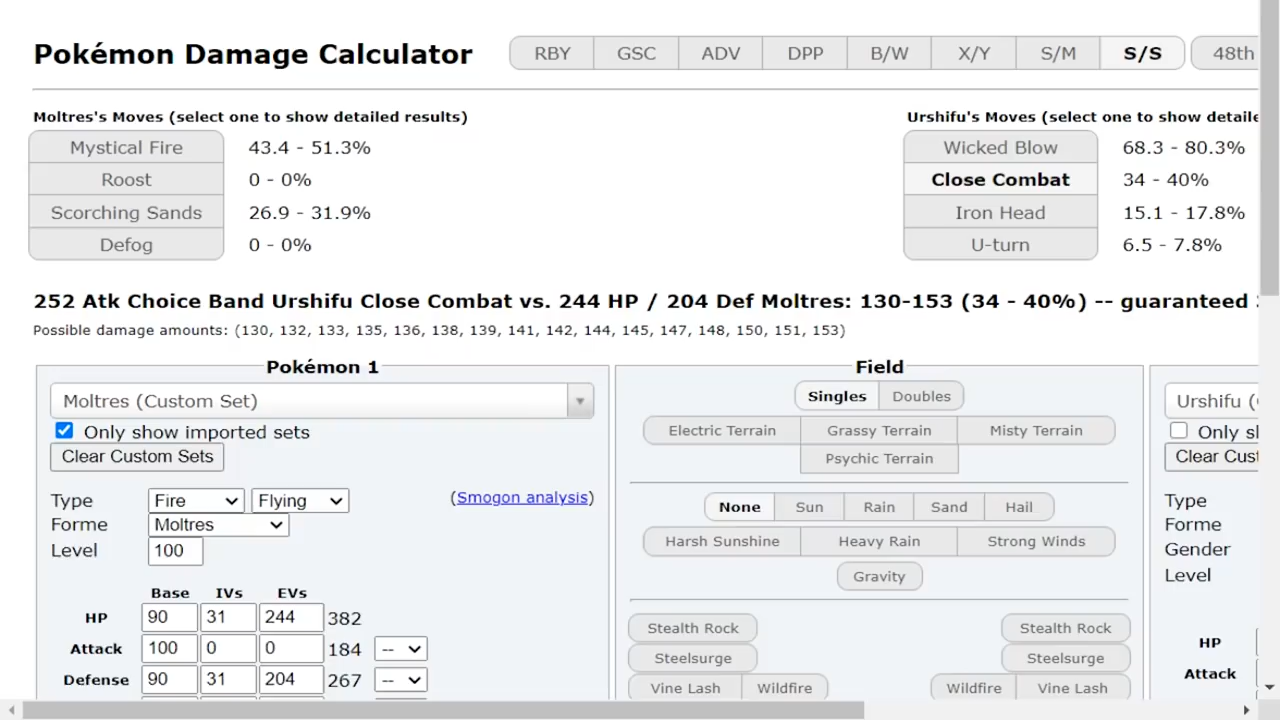 Pokémon Damage Calculator RBY GSC ADV DPP B/W X/Y S/M S/S 48th
Moltres's Moves (select one to show detailed results)
Mystical Fire 43.4 - 51.3%
Roost 0 - 0%
Scorching Sands 26.9 - 31.9%
Defog 0 - 0%
Urshifu's Moves (select one to show detaile
Wicked Blow 68.3 - 80.3%
Close Combat 34 - 40%
Iron Head 15.1 - 17.8%
U-turn 6.5 - 7.8%
252 Atk Choice Band Urshifu Close Combat vs. 244 HP / 204 Def Moltres: 130-153 (34 - 40%) -- guaranteed
Possible damage amounts: (130, 132, 133, 135, 136, 138, 139, 141, 142, 144, 145, 147, 148, 150, 151, 153)
Pokémon 1
Moltres (Custom Set)
Only show imported sets
Clear Custom Sets
Type Fire Flying (Smogon analysis)
Forme Moltres
Level 100
Base IVs EVs
HP 90 31 244 382
Attack 100 0 0 184 --
Defense 90 31 204 267 --
Field
Singles Doubles
Electric Terrain Grassy Terrain Misty Terrain
Psychic Terrain
None Sun Rain Sand Hail
Harsh Sunshine Heavy Rain Strong Winds
Gravity
Stealth Rock Stealth Rock
Steelsurge Steelsurge
Vine Lash Wildfire Wildfire Vine Lash
Urshifu (
Only s
Clear Cus
Type
Forme
Gender
Level
HP
Attack